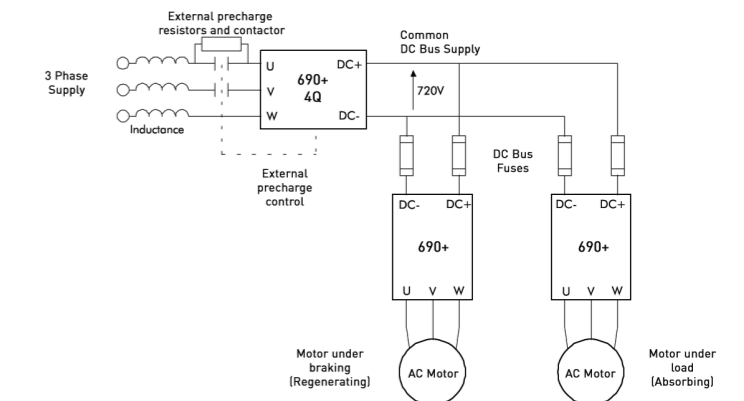 External precharge
resistors and contactor
Common
DC Bus Supply
3 Phase
Supply
U
DC+
690+
4Q
V
720V
W
DC-
Inductance
External
precharge
control
DC Bus
Fuses
DC-
DC+
DC-
DC+
690+
690+
U
V
W
U
V
W
Motor under
braking
(Regenerating)
AC Motor
AC Motor
Motor under
load
(Absorbing)